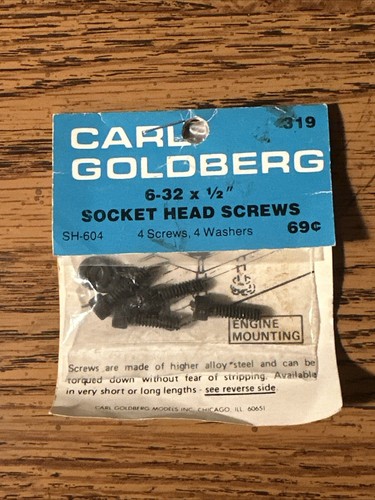 319
CARL
GOLDBERG
6-32 x 1/2"
SOCKET HEAD SCREWS
SH-604 4 Screws, 4 Washers 69¢
ENGINE
MOUNTING
Screws are made of higher alloy steel and can be
torqued down without fear of stripping. Available
in very short or long lengths - see reverse side.
CARL GOLDBERG MODELS INC. CHICAGO, ILL 60651